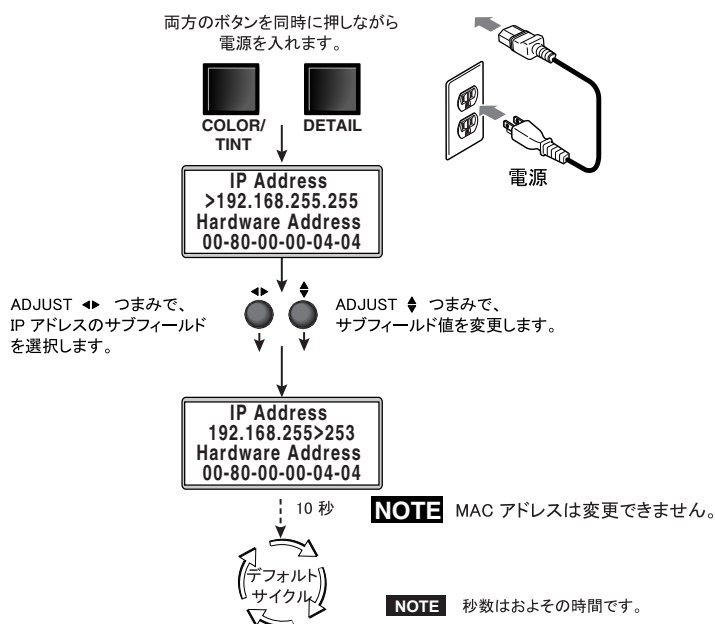 両方のボタンを同時に押しながら
電源を入れます。
COLOR/
TINT
DETAIL
電源
IP Address
>192.168.255.255
Hardware Address
00-80-00-00-04-04
ADJUST ◀▶ つまみで、
IP アドレスのサブフィールド
を選択します。
ADJUST ▲▼ つまみで、
サブフィールド値を変更します。
IP Address
192.168.255>253
Hardware Address
00-80-00-00-04-04
10 秒
NOTE MAC アドレスは変更できません。
デフォルト
サイクル
NOTE 秒数はおよその時間です。